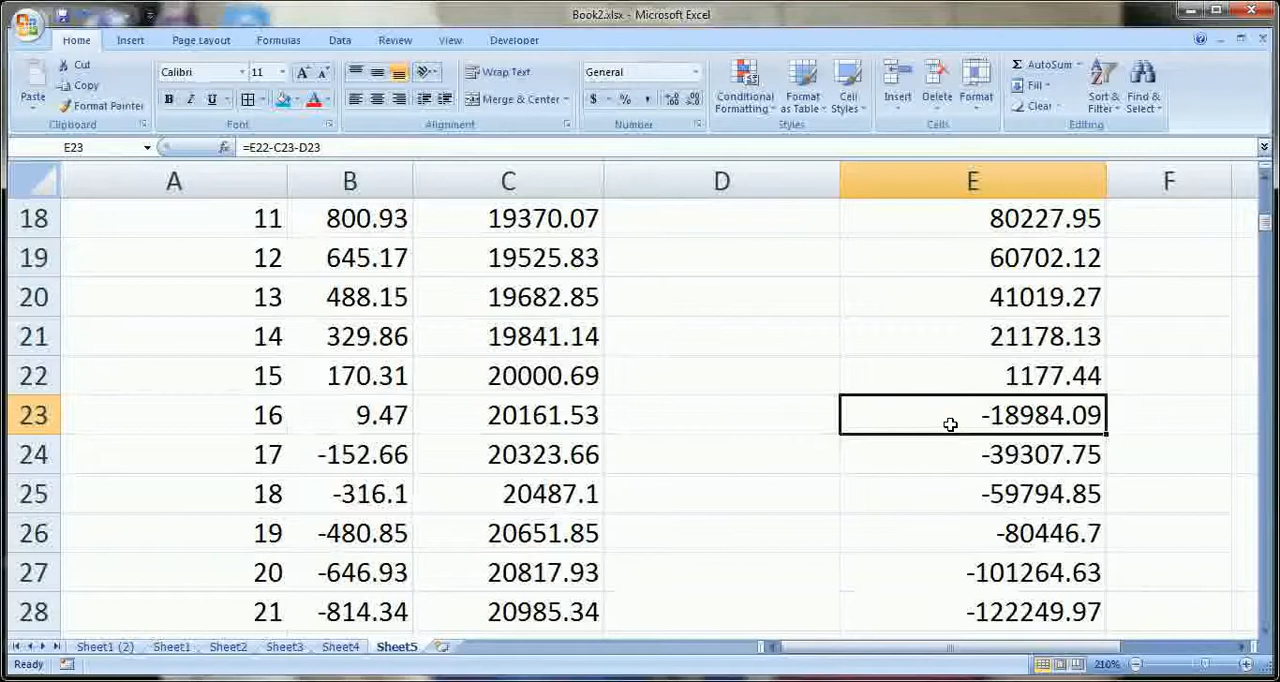 Book2.xlsx - Microsoft Excel
Home Insert Page Layout Formulas Data Review View Developer
Paste
Cut
Copy
Format Painter
Clipboard
Calibri 11
B I U
Font
Wrap Text
Merge & Center
Alignment
General
$ % ,
Number
Conditional Formatting
Format as Table
Cell Styles
Styles
Insert Delete Format
Cells
AutoSum
Fill
Clear
Sort & Filter
Find & Select
Editing
E23 fx =E22-C23-D23
A B C D E F
18 11 800.93 19370.07 80227.95
19 12 645.17 19525.83 60702.12
20 13 488.15 19682.85 41019.27
21 14 329.86 19841.14 21178.13
22 15 170.31 20000.69 1177.44
23 16 9.47 20161.53 -18984.09
24 17 -152.66 20323.66 -39307.75
25 18 -316.1 20487.1 -59794.85
26 19 -480.85 20651.85 -80446.7
27 20 -646.93 20817.93 -101264.63
28 21 -814.34 20985.34 -122249.97
Sheet1 (2) Sheet1 Sheet2 Sheet3 Sheet4 Sheet5
Ready 210%